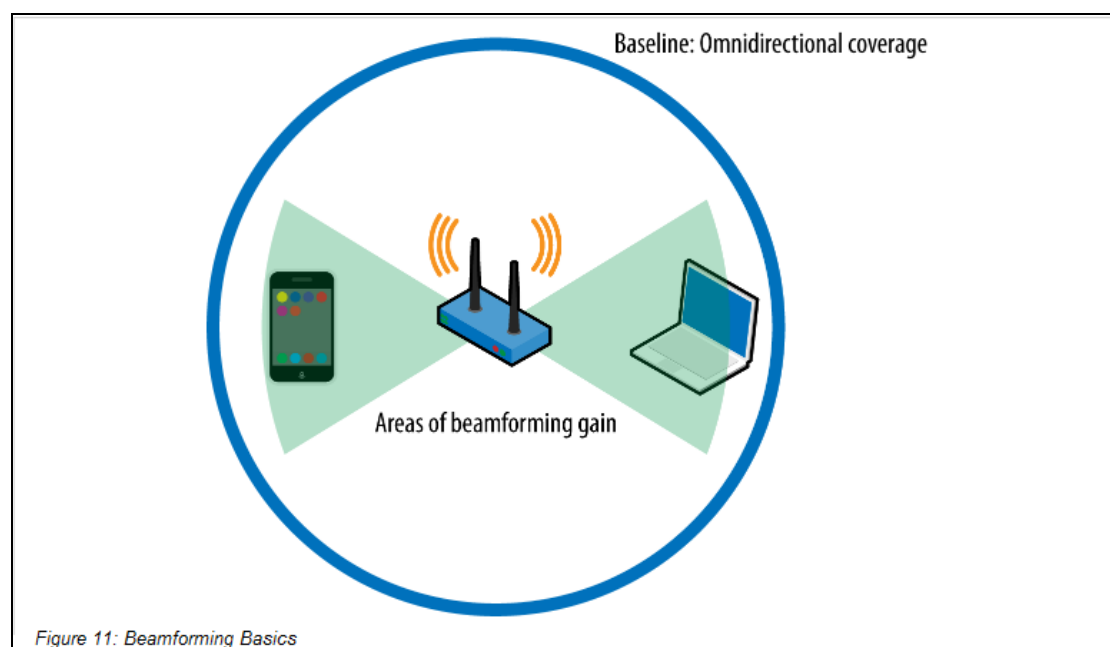 Baseline: Omnidirectional coverage
Areas of beamforming gain
Figure 11: Beamforming Basics